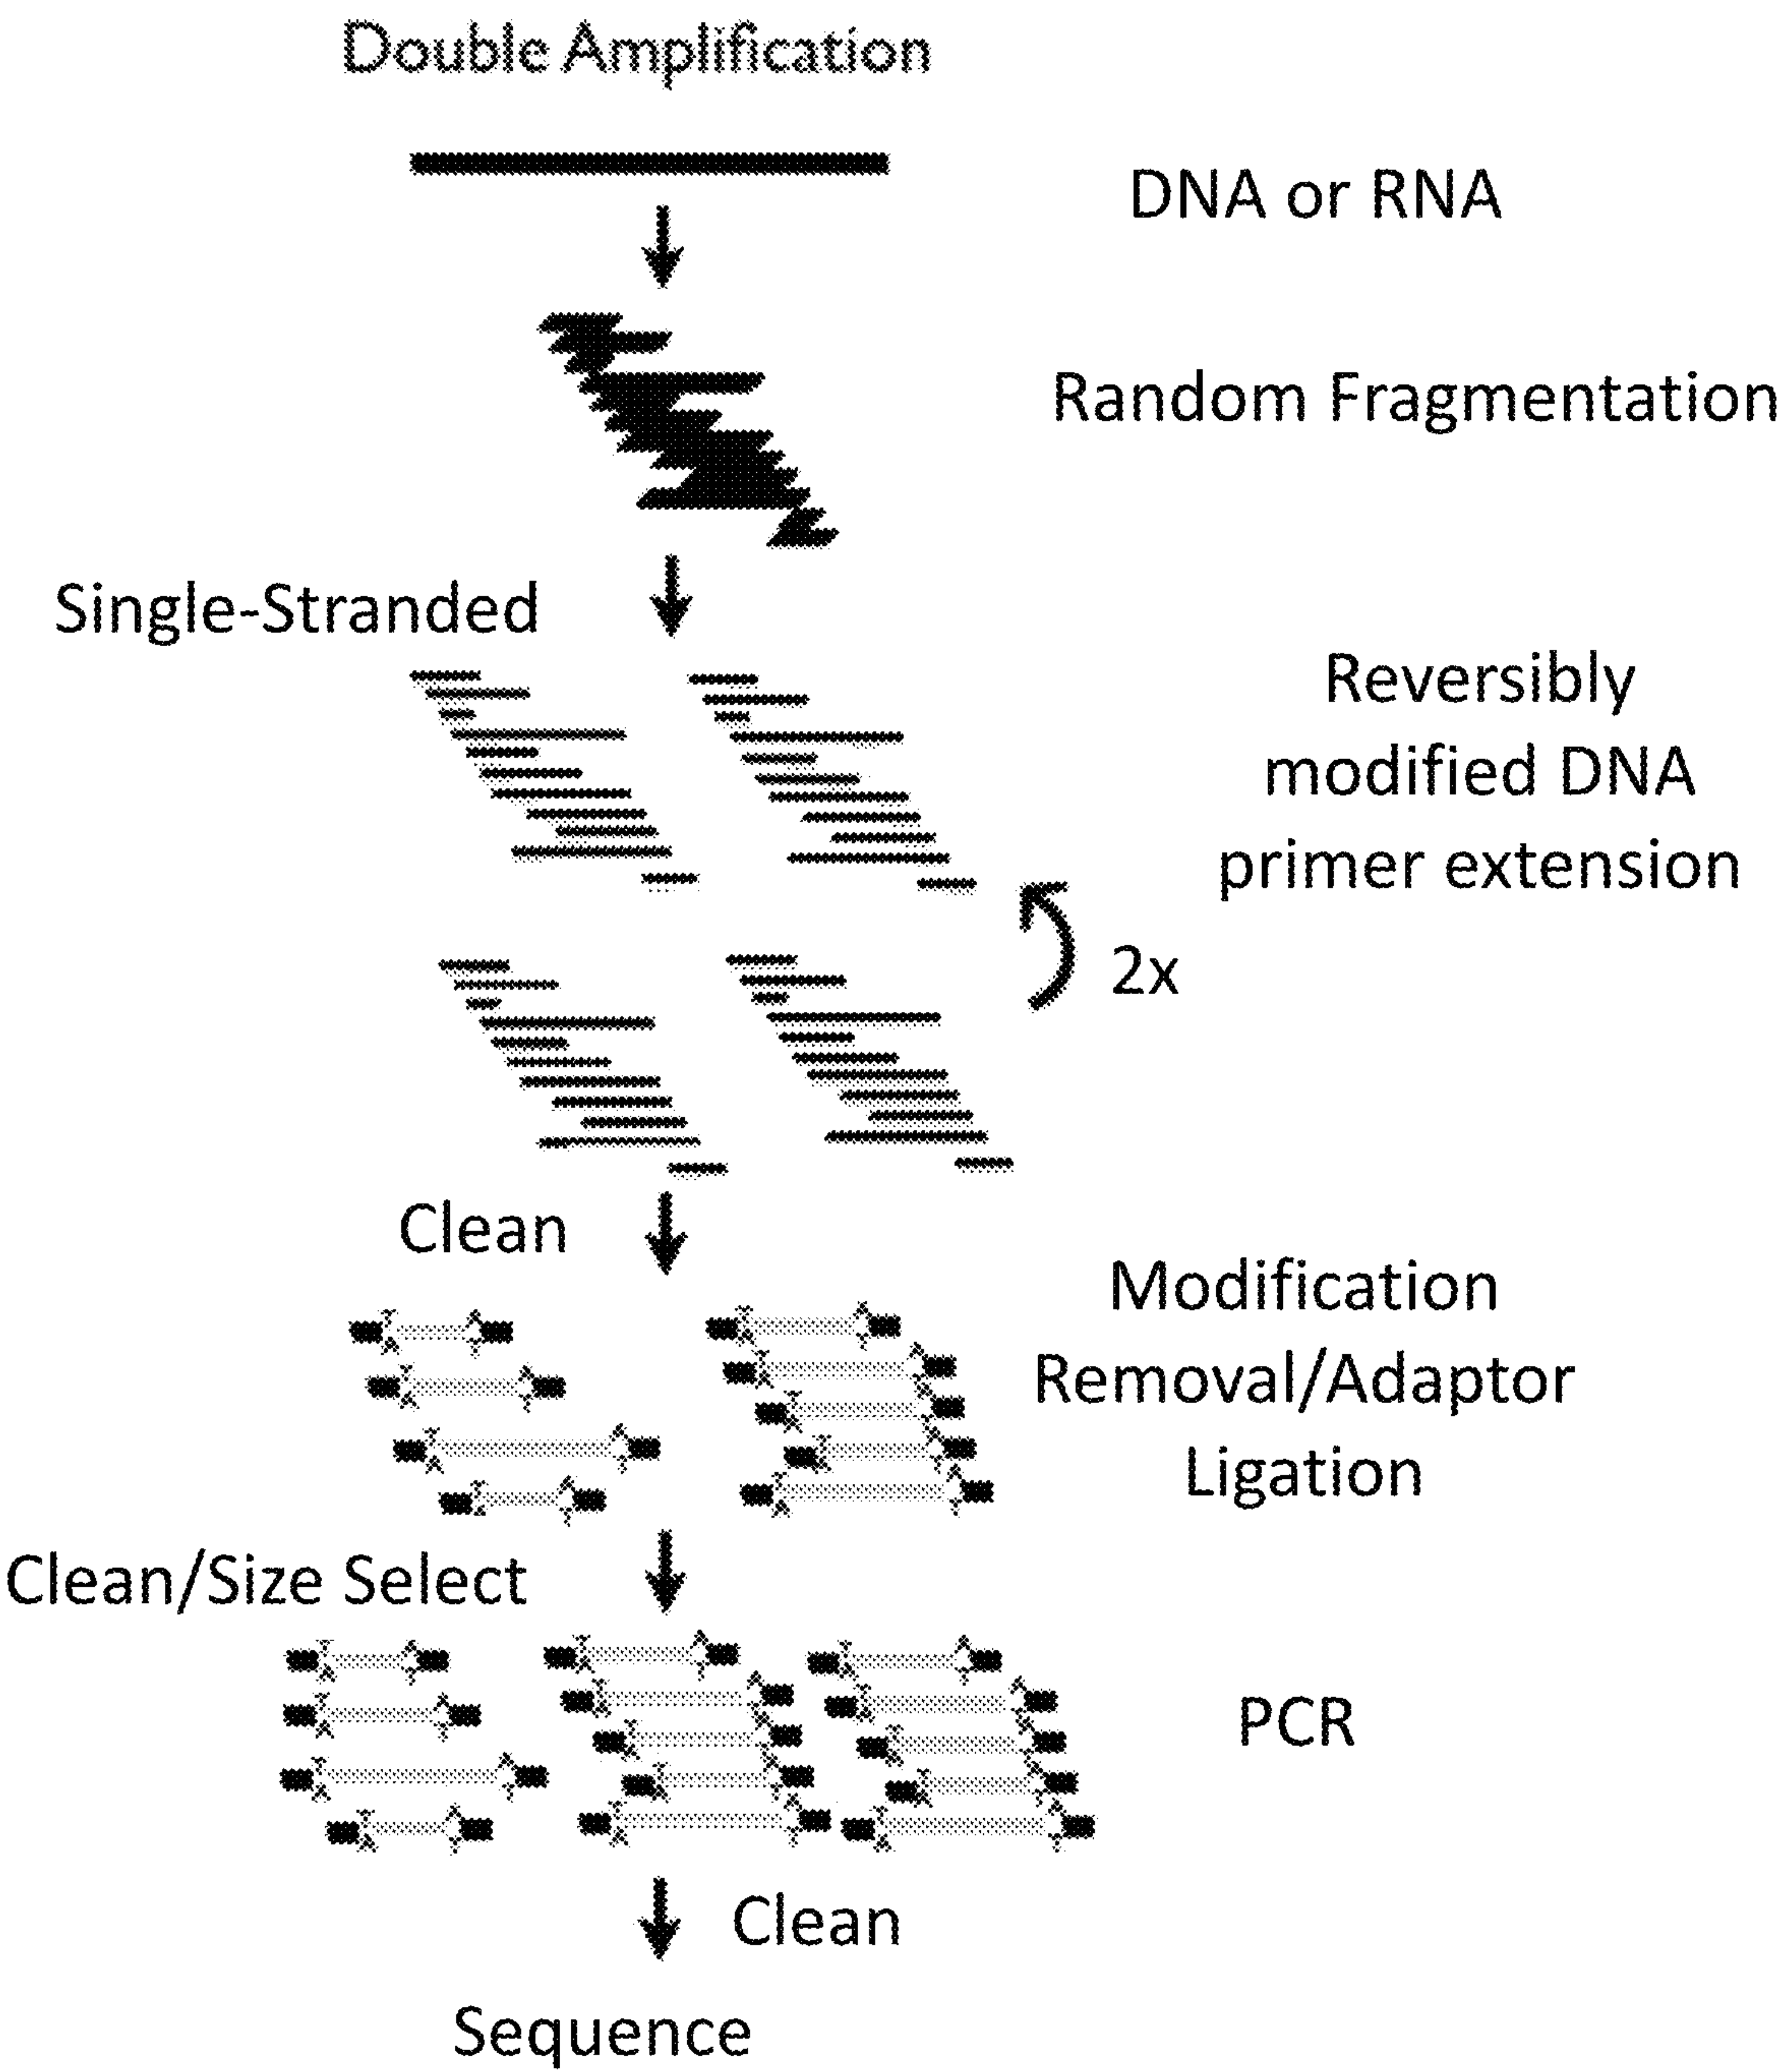 Double Amplification
DNA or RNA
Random Fragmentation
Single-Stranded
Reversibly
modified DNA
primer extension
2x
Clean
Modification
Removal/Adaptor
Ligation
Clean/Size Select
PCR
Clean
Sequence